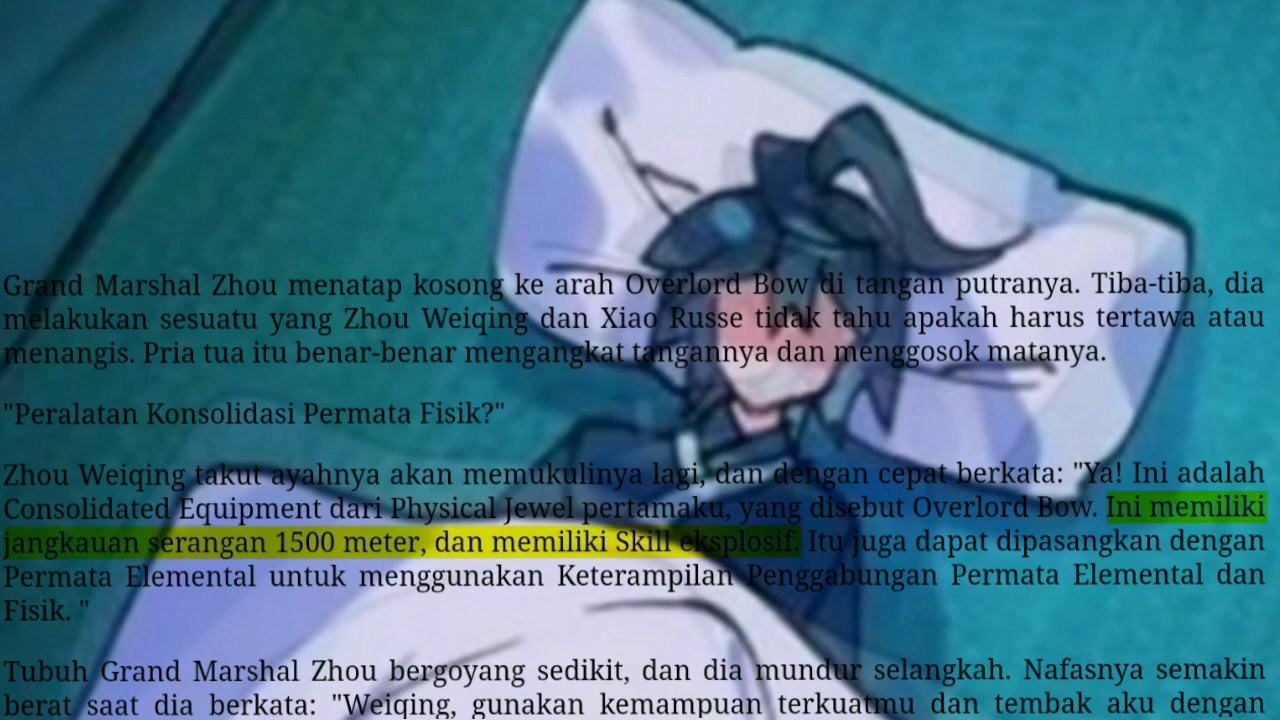 Grand Marshal Zhou menatap kosong ke arah Overlord Bow di tangan putranya. Tiba-tiba, dia
melakukan sesuatu yang Zhou Weiqing dan Xiao Russe tidak tahu apakah harus tertawa atau
menangis. Pria tua itu benar-benar mengangkat tangannya dan menggosok matanya.
"Peralatan Konsolidasi Permata Fisik?"
Zhou Weiqing takut ayahnya akan memukulinya lagi, dan dengan cepat berkata: "Ya! Ini adalah
Consolidated Equipment dari Physical Jewel pertamaku, yang disebut Overlord Bow. Ini memiliki
jangkauan serangan 1500 meter, dan memiliki Skill eksplosif. Itu juga dapat dipasangkan dengan
Permata Elemental untuk menggunakan Keterampilan Penggabungan Permata Elemental dan
Fisik. "
Tubuh Grand Marshal Zhou bergoyang sedikit, dan dia mundur selangkah. Nafasnya semakin
berat saat dia berkata: "Weiqing, gunakan kemampuan terkuatmu dan tembak aku dengan